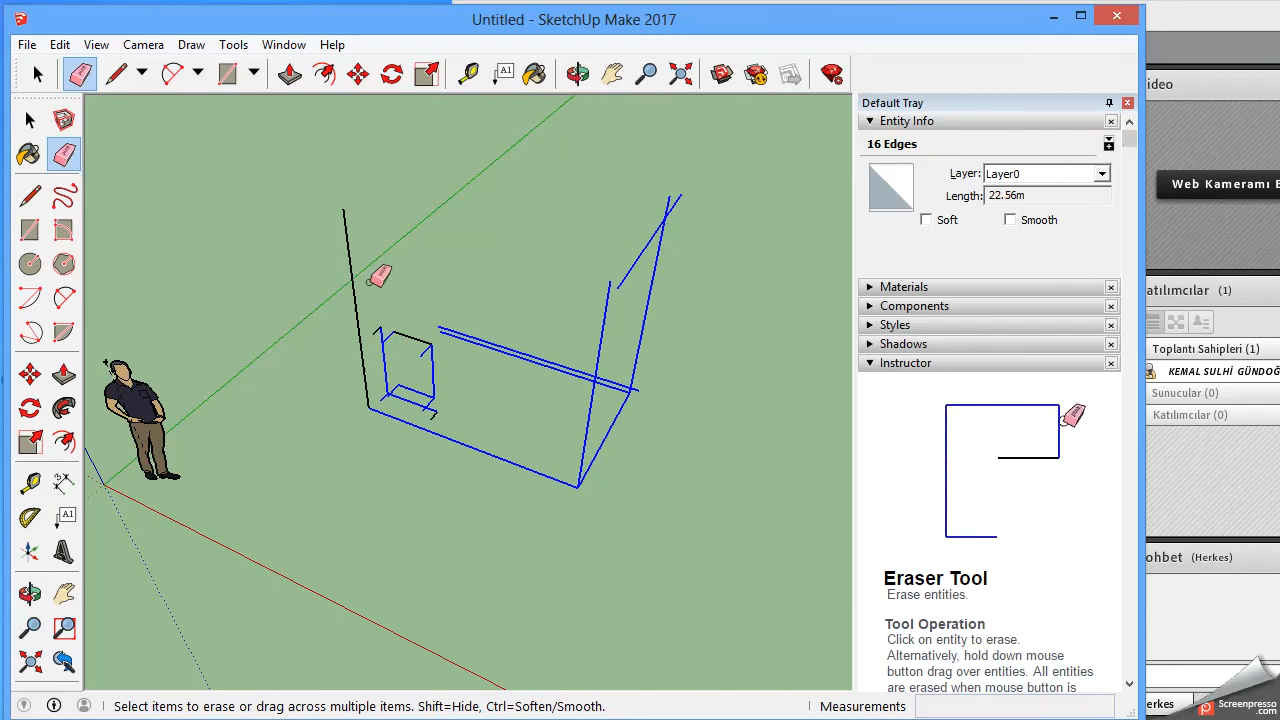 Untitled - SketchUp Make 2017
File Edit View Camera Draw Tools Window Help
A1
Default Tray
Entity Info
16 Edges
Layer: Layer0
Length: 22.56m
Soft Smooth
Materials
Components
Styles
Shadows
Instructor
Eraser Tool
Erase entities.
Tool Operation
Click on entity to erase.
Alternatively, hold down mouse
button drag over entities. All entities
are erased when mouse button is
A1
Select items to erase or drag across multiple items. Shift=Hide, Ctrl=Soften/Smooth.
Measurements
ideo
Web Kameramı E
atılımcılar (1)
Toplantı Sahipleri (1)
KEMAL SULHİ GÜNDOĞ
Sunucular (0)
Katılımcılar (0)
ohbet (Herkes)
erkes
Screenpresso
.com